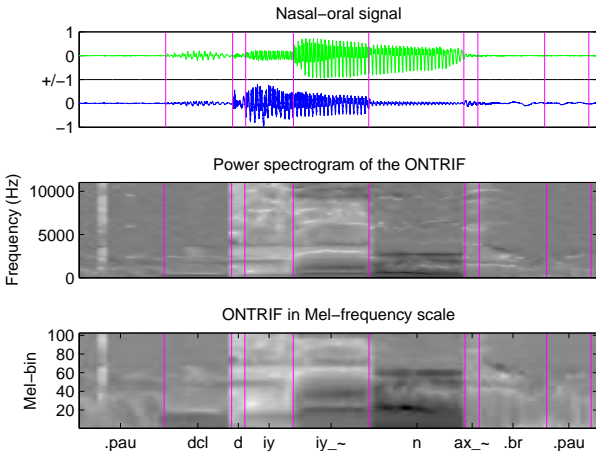 Nasal−oral signal
1
0
+/−1
0
−1
Power spectrogram of the ONTRIF
Frequency (Hz)
10000
5000
0
ONTRIF in Mel−frequency scale
Mel−bin
100
80
60
40
20
.pau dcl d iy iy_~ n ax_~ .br .pau